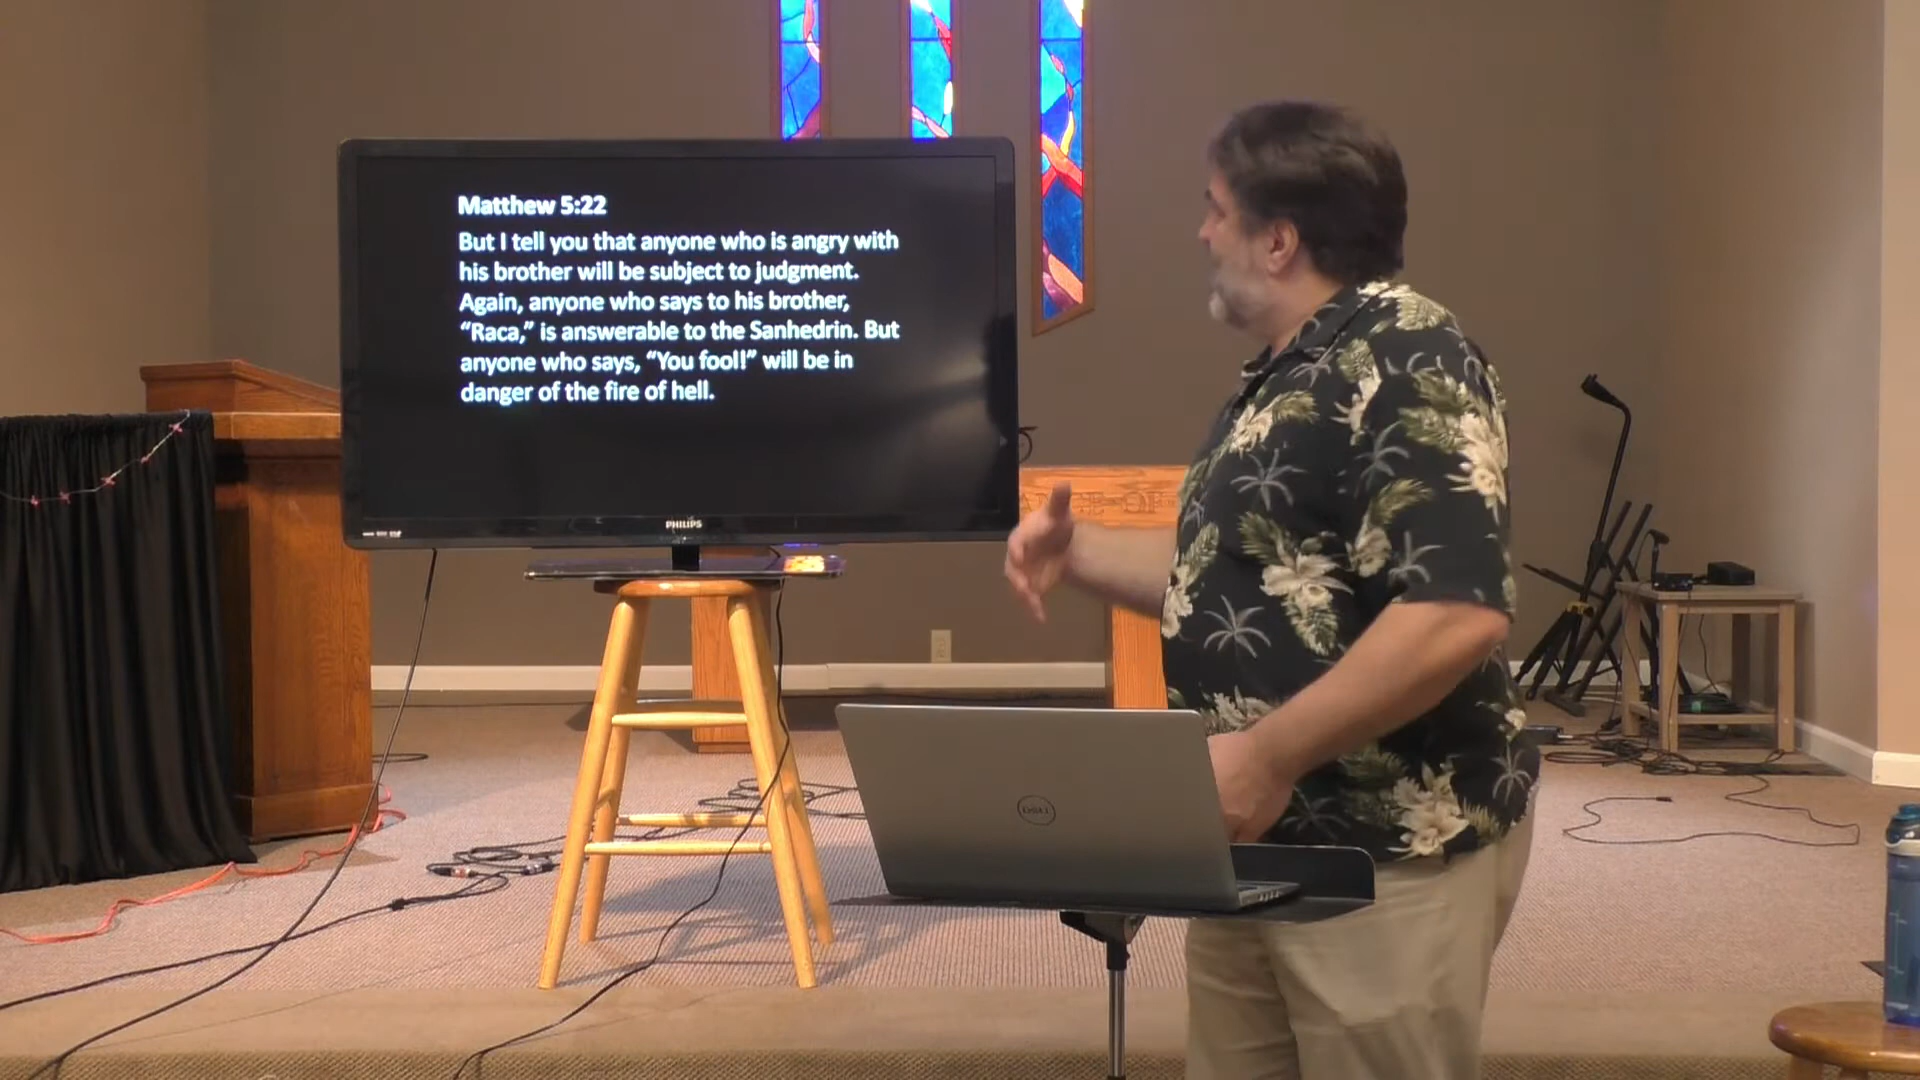 Matthew 5:22
But I tell you that anyone who is angry with
his brother will be subject to judgment.
Again, anyone who says to his brother,
“Raca,” is answerable to the Sanhedrin. But
anyone who says, “You fool!” will be in
danger of the fire of hell.
PHILIPS
OF